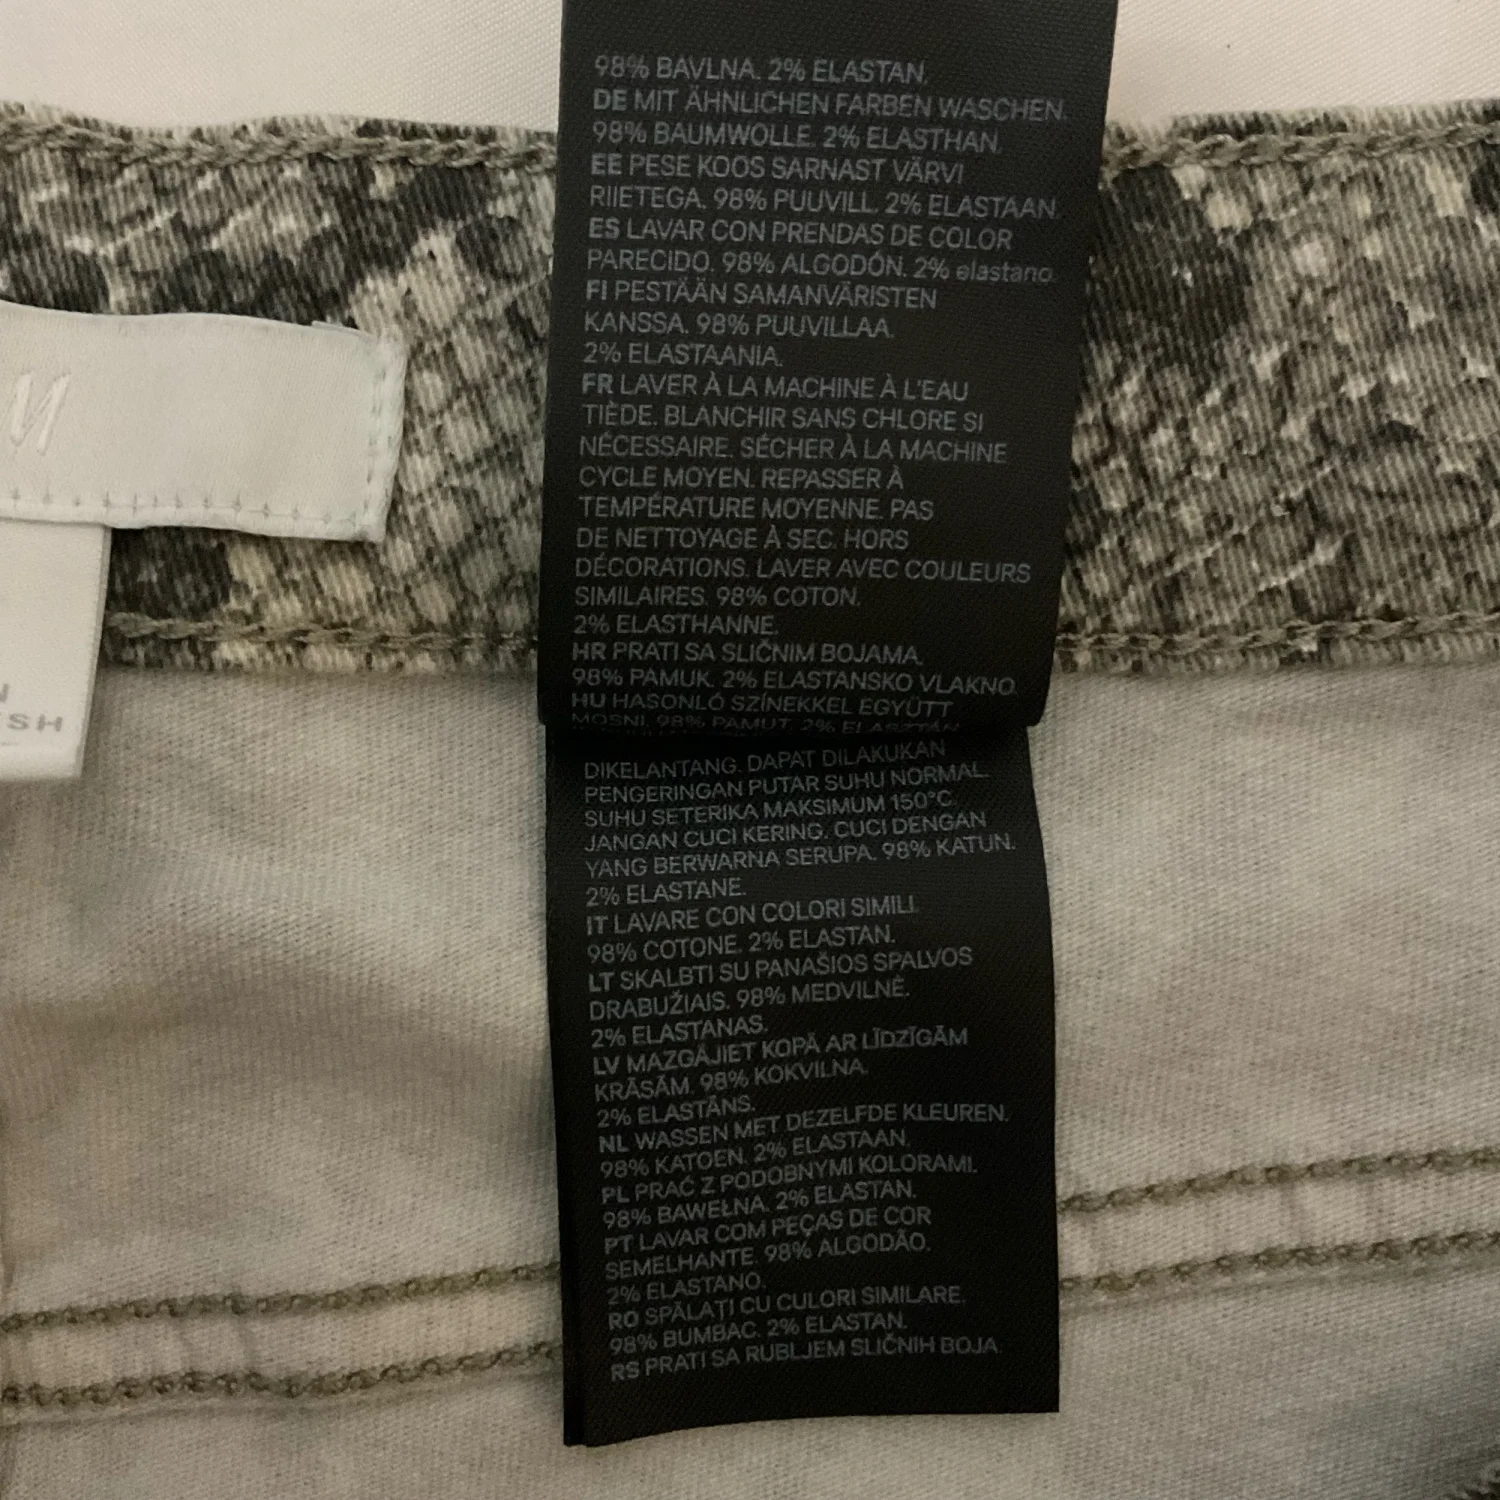 98% BAVLNA. 2% ELASTAN.
DE MIT ÄHNLICHEN FARBEN WASCHEN.
98% BAUMWOLLE. 2% ELASTHAN.
EE PESE KOOS SARNAST VÄRVI
RIIETEGA. 98% PUUVILL. 2% ELASTAAN.
ES LAVAR CON PRENDAS DE COLOR
PARECIDO. 98% ALGODÓN. 2% elastano.
FI PESTÄÄN SAMANVÄRISTEN
KANSSA. 98% PUUVILLAA.
2% ELASTAANIA.
FR LAVER À LA MACHINE À L'EAU
TIÈDE. BLANCHIR SANS CHLORE SI
NÉCESSAIRE. SÉCHER À LA MACHINE
CYCLE MOYEN. REPASSER À
TEMPÉRATURE MOYENNE. PAS
DE NETTOYAGE À SEC. HORS
DÉCORATIONS. LAVER AVEC COULEURS
SIMILAIRES. 98% COTON.
2% ELASTHANNE.
HR PRATI SA SLIČNIM BOJAMA.
98% PAMUK. 2% ELASTANSKO VLAKNO.
HU HASONLÓ SZÍNEKKEL EGYÜTT
MOSNI. 98% PAMUT. 2% ELASZTÁN
DIKELANTANG. DAPAT DILAKUKAN
PENGERINGAN PUTAR SUHU NORMAL.
SUHU SETERIKA MAKSIMUM 150°C.
JANGAN CUCI KERING. CUCI DENGAN
YANG BERWARNA SERUPA. 98% KATUN.
2% ELASTANE.
IT LAVARE CON COLORI SIMILI.
98% COTONE. 2% ELASTAN.
LT SKALBTI SU PANAŠIOS SPALVOS
DRABUŽIAIS. 98% MEDVILNĖ.
2% ELASTANAS.
LV MAZGĀJIET KOPĀ AR LĪDZĪGĀM
KRĀSĀM. 98% KOKVILNA.
2% ELASTĀNS.
NL WASSEN MET DEZELFDE KLEUREN.
98% KATOEN. 2% ELASTAAN.
PL PRAĆ Z PODOBNYMI KOLORAMI.
98% BAWEŁNA. 2% ELASTAN.
PT LAVAR COM PEÇAS DE COR
SEMELHANTE. 98% ALGODÃO.
2% ELASTANO.
RO SPĂLAȚI CU CULORI SIMILARE.
98% BUMBAC. 2% ELASTAN.
RS PRATI SA RUBLJEM SLIČNIH BOJA.
M
N
SH